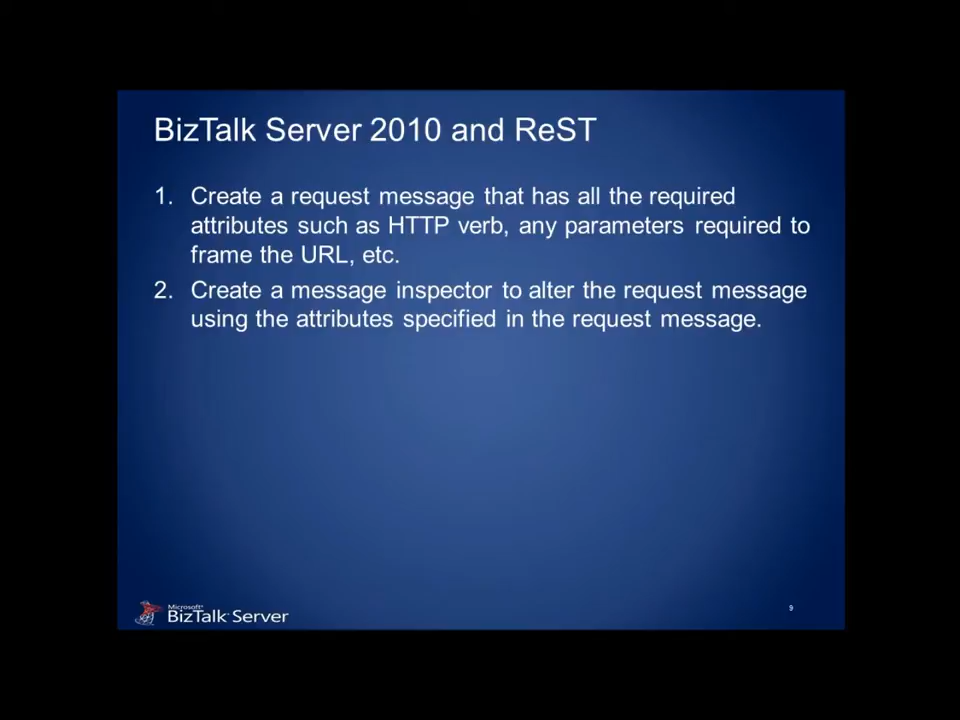 BizTalk Server 2010 and ReST
1. Create a request message that has all the required
attributes such as HTTP verb, any parameters required to
frame the URL, etc.
2. Create a message inspector to alter the request message
using the attributes specified in the request message.
Microsoft®
BizTalk Server
9